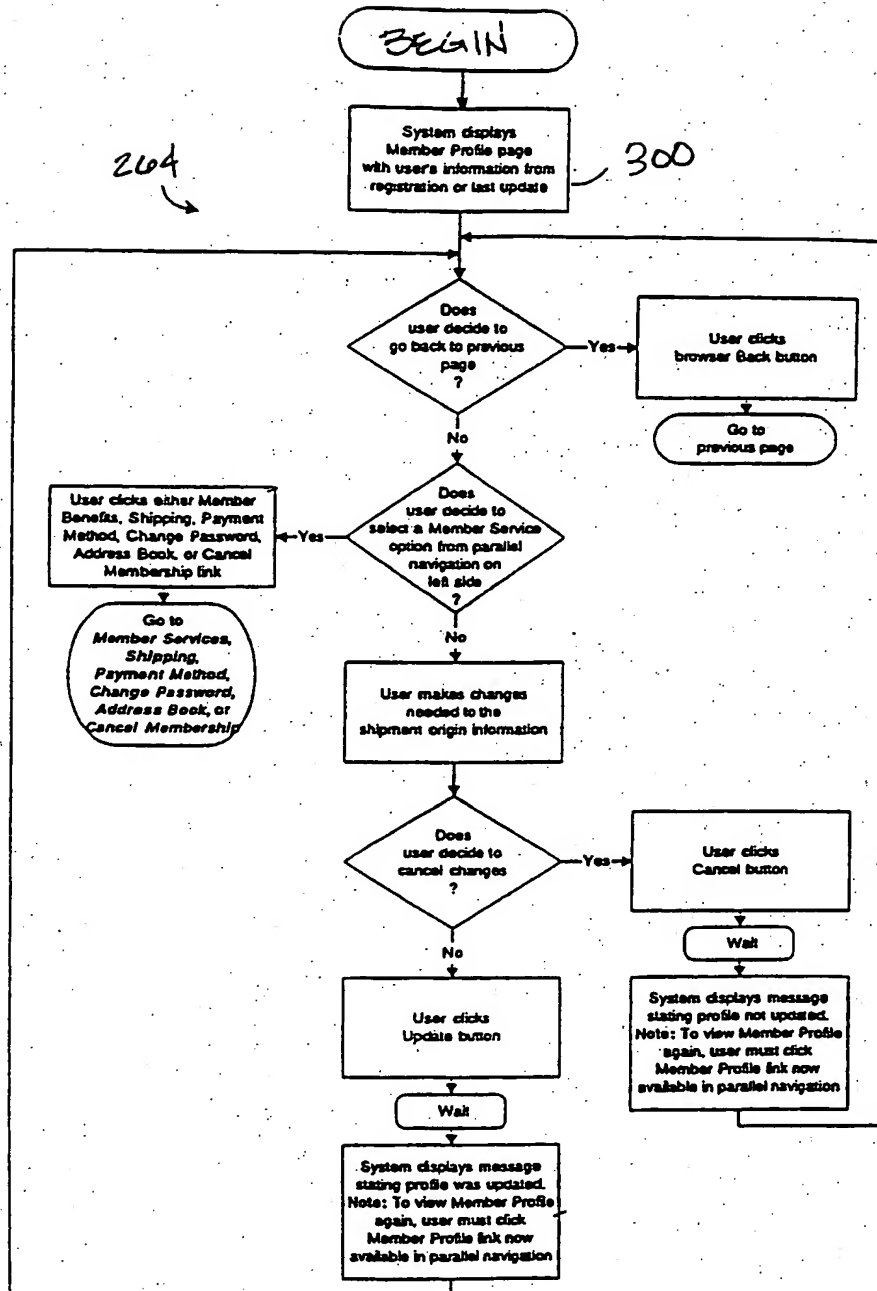 BEGIN
System displays
Member Profile page
with user's information from
registration or last update
300
264
Does
user decide to
go back to previous
page
?
Yes
User clicks
browser Back button
Go to
previous page
No
Does
user decide to
select a Member Service
option from parallel
navigation on
left side
?
Yes
User clicks either Member
Benefits, Shipping, Payment
Method, Change Password,
Address Book, or Cancel
Membership link
Go to
Member Services,
Shipping,
Payment Method,
Change Password,
Address Book, or
Cancel Membership
No
User makes changes
needed to the
shipment origin information
Does
user decide to
cancel changes
?
Yes
User clicks
Cancel button
Wait
System displays message
stating profile not updated.
Note: To view Member Profile
again, user must click
Member Profile link now
available in parallel navigation
No
User clicks
Update button
Wait
System displays message
stating profile was updated.
Note: To view Member Profile
again, user must click
Member Profile link now
available in parallel navigation